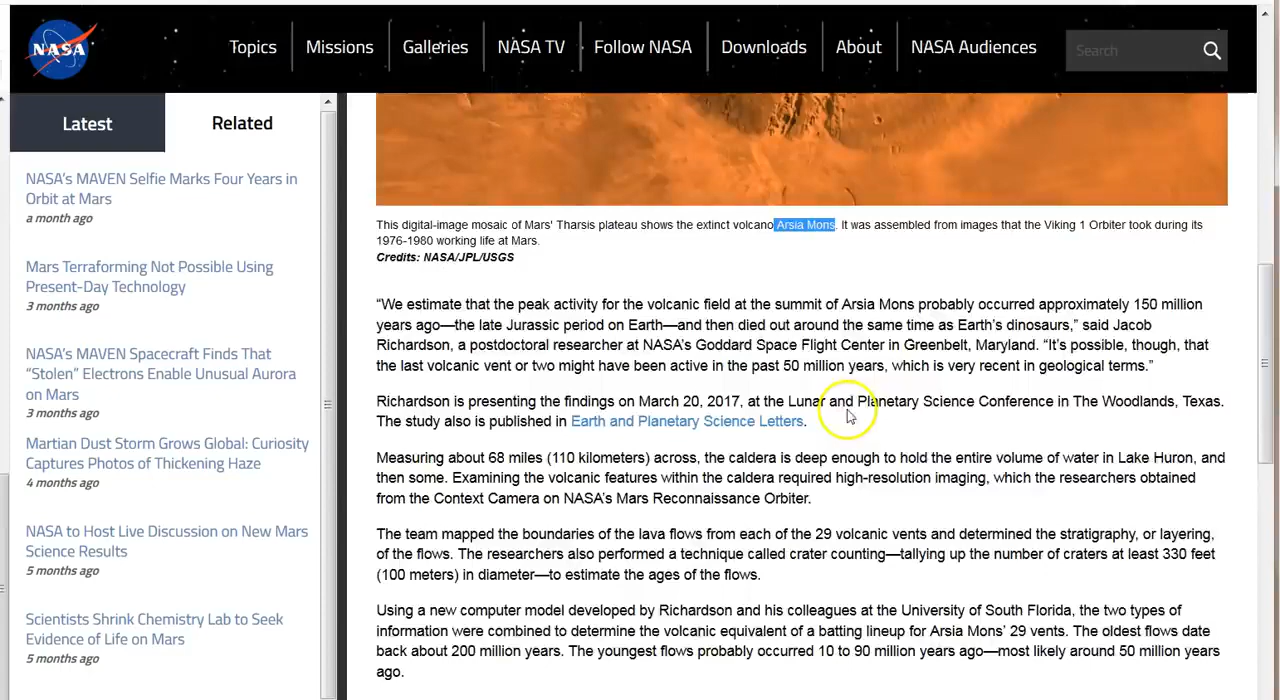 NASA
Topics
Missions
Galleries
NASA TV
Follow NASA
Downloads
About
NASA Audiences
Search
Latest
Related
NASA's MAVEN Selfie Marks Four Years in
Orbit at Mars
a month ago
Mars Terraforming Not Possible Using
Present-Day Technology
3 months ago
NASA's MAVEN Spacecraft Finds That
“Stolen” Electrons Enable Unusual Aurora
on Mars
3 months ago
Martian Dust Storm Grows Global: Curiosity
Captures Photos of Thickening Haze
4 months ago
NASA to Host Live Discussion on New Mars
Science Results
5 months ago
Scientists Shrink Chemistry Lab to Seek
Evidence of Life on Mars
5 months ago
This digital-image mosaic of Mars' Tharsis plateau shows the extinct volcano Arsia Mons. It was assembled from images that the Viking 1 Orbiter took during its
1976-1980 working life at Mars.
Credits: NASA/JPL/USGS
“We estimate that the peak activity for the volcanic field at the summit of Arsia Mons probably occurred approximately 150 million
years ago—the late Jurassic period on Earth—and then died out around the same time as Earth's dinosaurs,” said Jacob
Richardson, a postdoctoral researcher at NASA's Goddard Space Flight Center in Greenbelt, Maryland. “It's possible, though, that
the last volcanic vent or two might have been active in the past 50 million years, which is very recent in geological terms.”
Richardson is presenting the findings on March 20, 2017, at the Lunar and Planetary Science Conference in The Woodlands, Texas.
The study also is published in Earth and Planetary Science Letters.
Measuring about 68 miles (110 kilometers) across, the caldera is deep enough to hold the entire volume of water in Lake Huron, and
then some. Examining the volcanic features within the caldera required high-resolution imaging, which the researchers obtained
from the Context Camera on NASA's Mars Reconnaissance Orbiter.
The team mapped the boundaries of the lava flows from each of the 29 volcanic vents and determined the stratigraphy, or layering,
of the flows. The researchers also performed a technique called crater counting—tallying up the number of craters at least 330 feet
(100 meters) in diameter—to estimate the ages of the flows.
Using a new computer model developed by Richardson and his colleagues at the University of South Florida, the two types of
information were combined to determine the volcanic equivalent of a batting lineup for Arsia Mons' 29 vents. The oldest flows date
back about 200 million years. The youngest flows probably occurred 10 to 90 million years ago—most likely around 50 million years
ago.